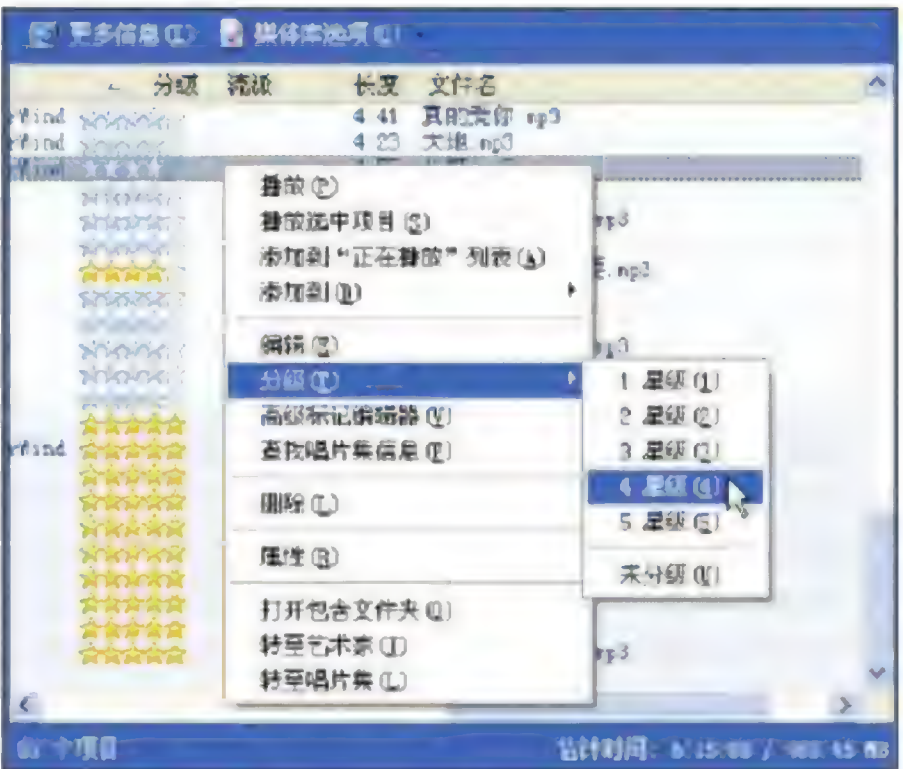 更多信息(I) 媒体库选项(L)
分级 流派 长度 文件名
4 41 真的爱你 mp3
4 23 大地 mp3
播放(P)
播放选中项目(S)
添加到“正在播放”列表(A)
添加到(D)
编辑(E)
分级(T)
高级标记编辑器(V)
查找唱片集信息(F)
删除(L)
属性(R)
打开包含文件夹(O)
转至艺术家(T)
转至唱片集(L)
1 星级(1)
2 星级(2)
3 星级(3)
4 星级(4)
5 星级(5)
未分级(U)
个项目
估计时间: